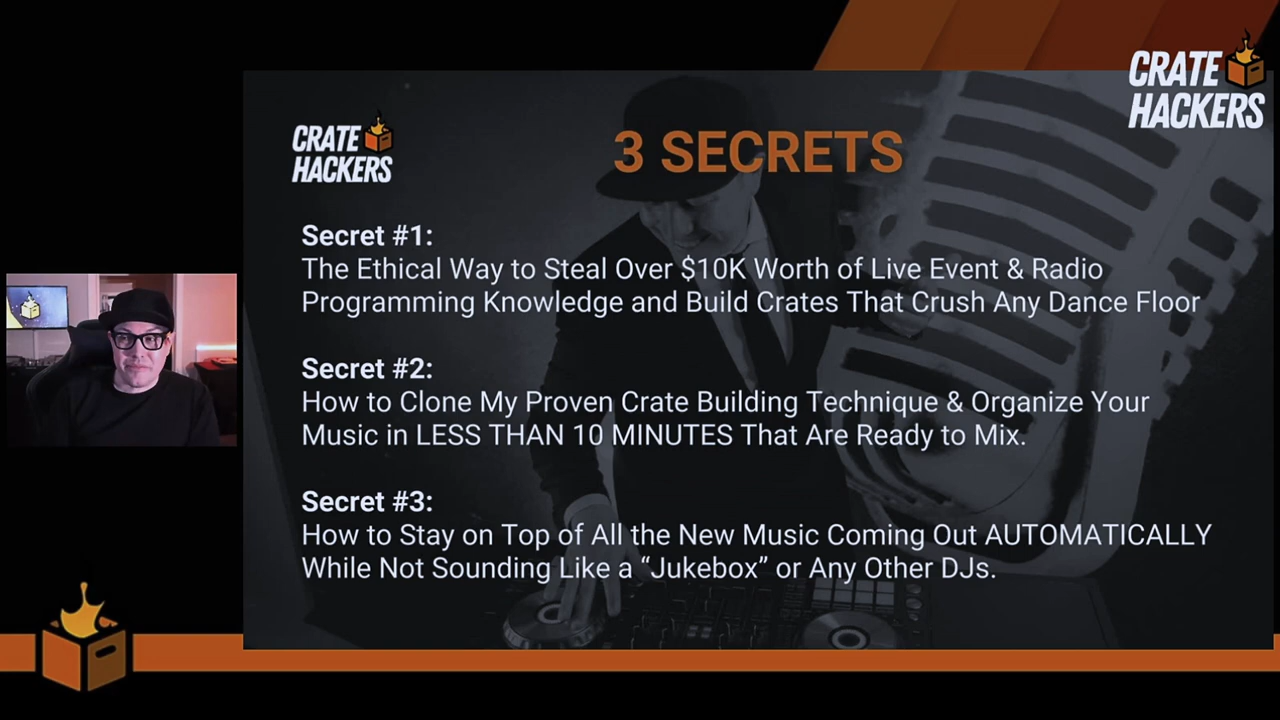 CRATE
HACKERS
CRATE
HACKERS
3 SECRETS
Secret #1:
The Ethical Way to Steal Over $10K Worth of Live Event & Radio
Programming Knowledge and Build Crates That Crush Any Dance Floor
Secret #2:
How to Clone My Proven Crate Building Technique & Organize Your
Music in LESS THAN 10 MINUTES That Are Ready to Mix.
Secret #3:
How to Stay on Top of All the New Music Coming Out AUTOMATICALLY
While Not Sounding Like a “Jukebox” or Any Other DJs.